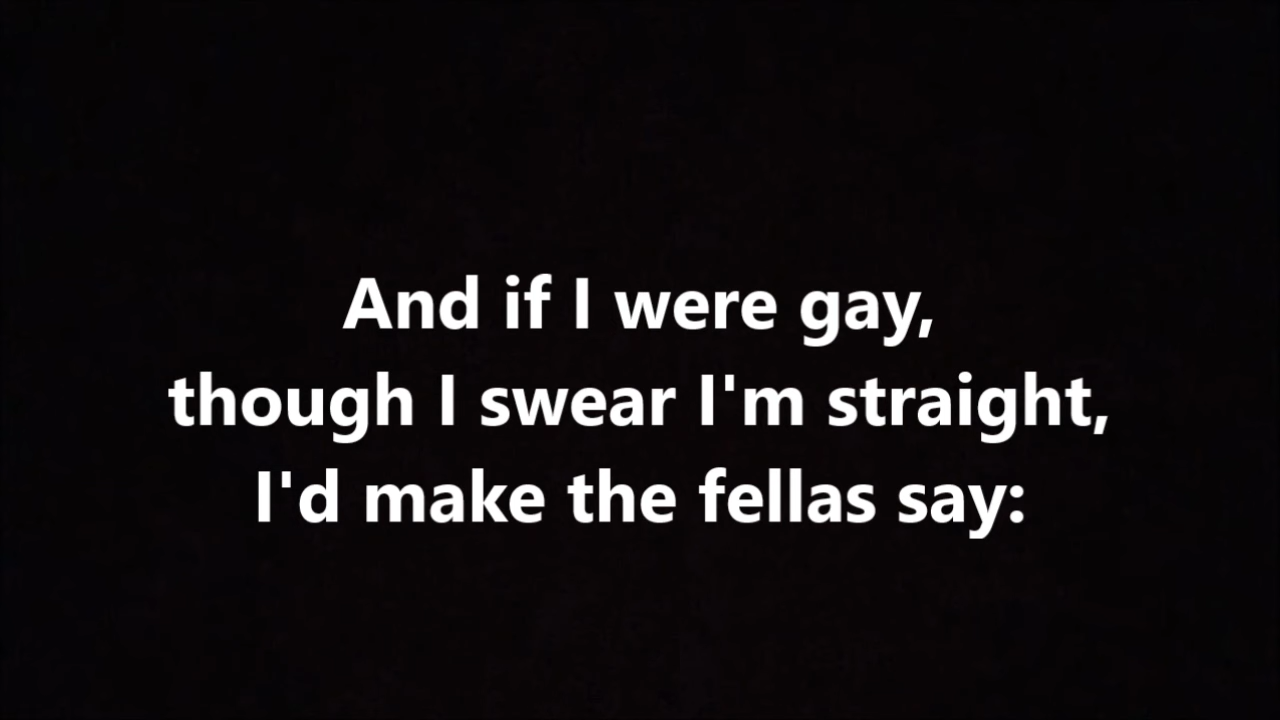 And if I were gay,
though I swear I'm straight,
I'd make the fellas say: